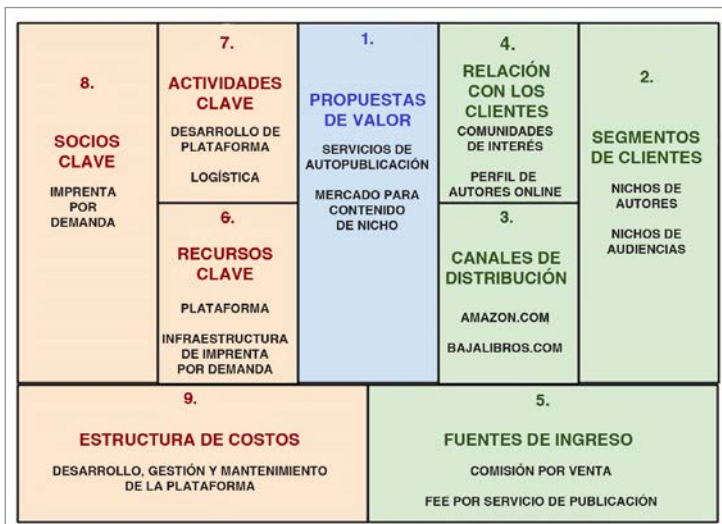 8.
SOCIOS
CLAVE
IMPRENTA
POR
DEMANDA
7.
ACTIVIDADES
CLAVE
DESARROLLO DE
PLATAFORMA
LOGÍSTICA
6.
RECURSOS
CLAVE
PLATAFORMA
INFRAESTRUCTURA
DE IMPRENTA
POR DEMANDA
1.
PROPUESTAS
DE VALOR
SERVICIOS DE
AUTOPUBLICACIÓN
MERCADO PARA
CONTENIDO
DE NICHO
4.
RELACIÓN
CON LOS
CLIENTES
COMUNIDADES
DE INTERÉS
PERFIL DE
AUTORES ONLINE
3.
CANALES DE
DISTRIBUCIÓN
AMAZON.COM
BAJALIBROS.COM
2.
SEGMENTOS
DE CLIENTES
NICHOS DE
AUTORES
NICHOS DE
AUDIENCIAS
9.
ESTRUCTURA DE COSTOS
DESARROLLO, GESTIÓN Y MANTENIMIENTO
DE LA PLATAFORMA
5.
FUENTES DE INGRESO
COMISIÓN POR VENTA
FEE POR SERVICIO DE PUBLICACIÓN